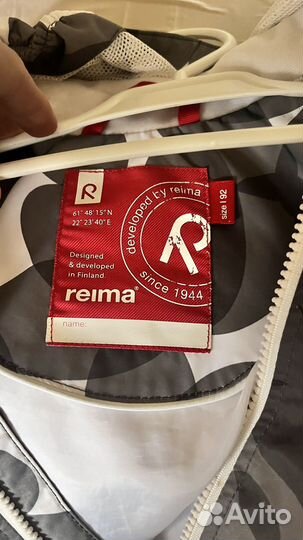 R
61° 48' 15"N
22° 23' 40"E
Designed
& developed
in Finland.
reima®
name:
developed by reima
R
since 1944
size | 92
Avito